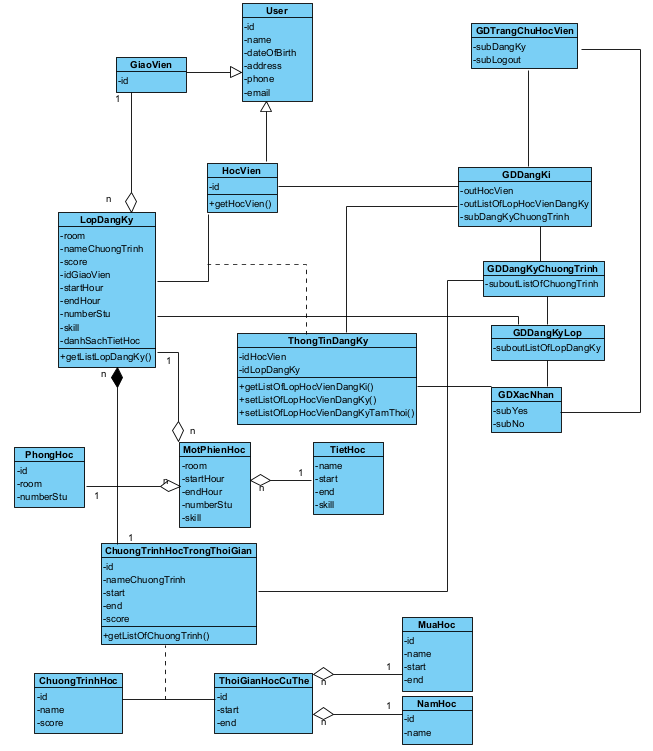 User
-id
-name
-dateOfBirth
-address
-phone
-email
GDTrangChuHocVien
-subDangKy
-subLogout
GiaoVien
-id
1
n
HocVien
-id
+getHocVien()
GDDangKi
-outHocVien
-outListOfLopHocVienDangKy
-subDangKyChuongTrinh
LopDangKy
-room
-nameChuongTrinh
-score
-idGiaoVien
-startHour
-endHour
-numberStu
-skill
-danhSachTietHoc
+getListLopDangKy()
GDDangKyChuongTrinh
-suboutListOfChuongTrinh
GDDangKyLop
-suboutListOfLopDangKy
ThongTinDangKy
-idHocVien
-idLopDangKy
+getListOfLopHocVienDangKi()
+setListOfLopHocVienDangKy()
+setListOfLopHocVienDangKyTamThoi()
GDXacNhan
-subYes
-subNo
n
1
n
PhongHoc
-id
-room
-numberStu
1
n
MotPhienHoc
-room
-startHour
-endHour
-numberStu
-skill
n
1
TietHoc
-name
-start
-end
-skill
1
ChuongTrinhHocTrongThoiGian
-id
-nameChuongTrinh
-start
-end
-score
+getListOfChuongTrinh()
MuaHoc
-id
-name
-start
-end
1
n
ChuongTrinhHoc
-id
-name
-score
ThoiGianHocCuThe
-id
-start
-end
1
n
NamHoc
-id
-name